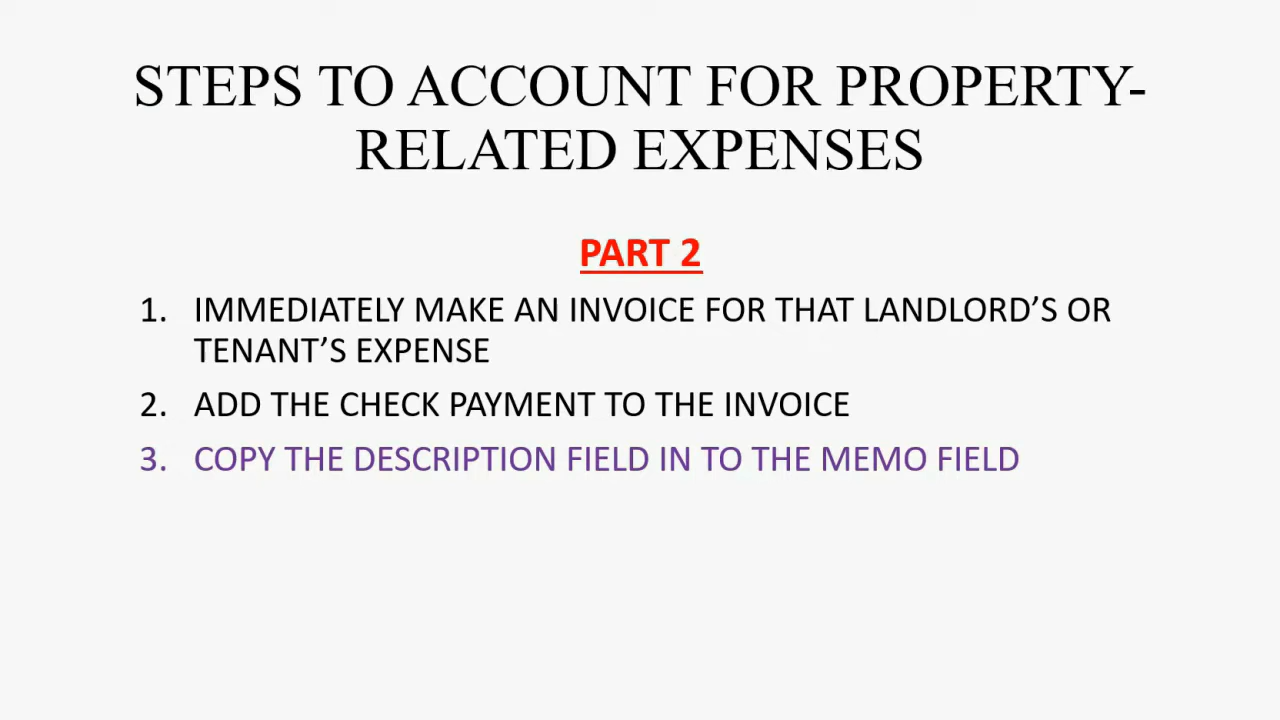 STEPS TO ACCOUNT FOR PROPERTY-
RELATED EXPENSES
PART 2
1. IMMEDIATELY MAKE AN INVOICE FOR THAT LANDLORD’S OR
TENANT’S EXPENSE
2. ADD THE CHECK PAYMENT TO THE INVOICE
3. COPY THE DESCRIPTION FIELD IN TO THE MEMO FIELD